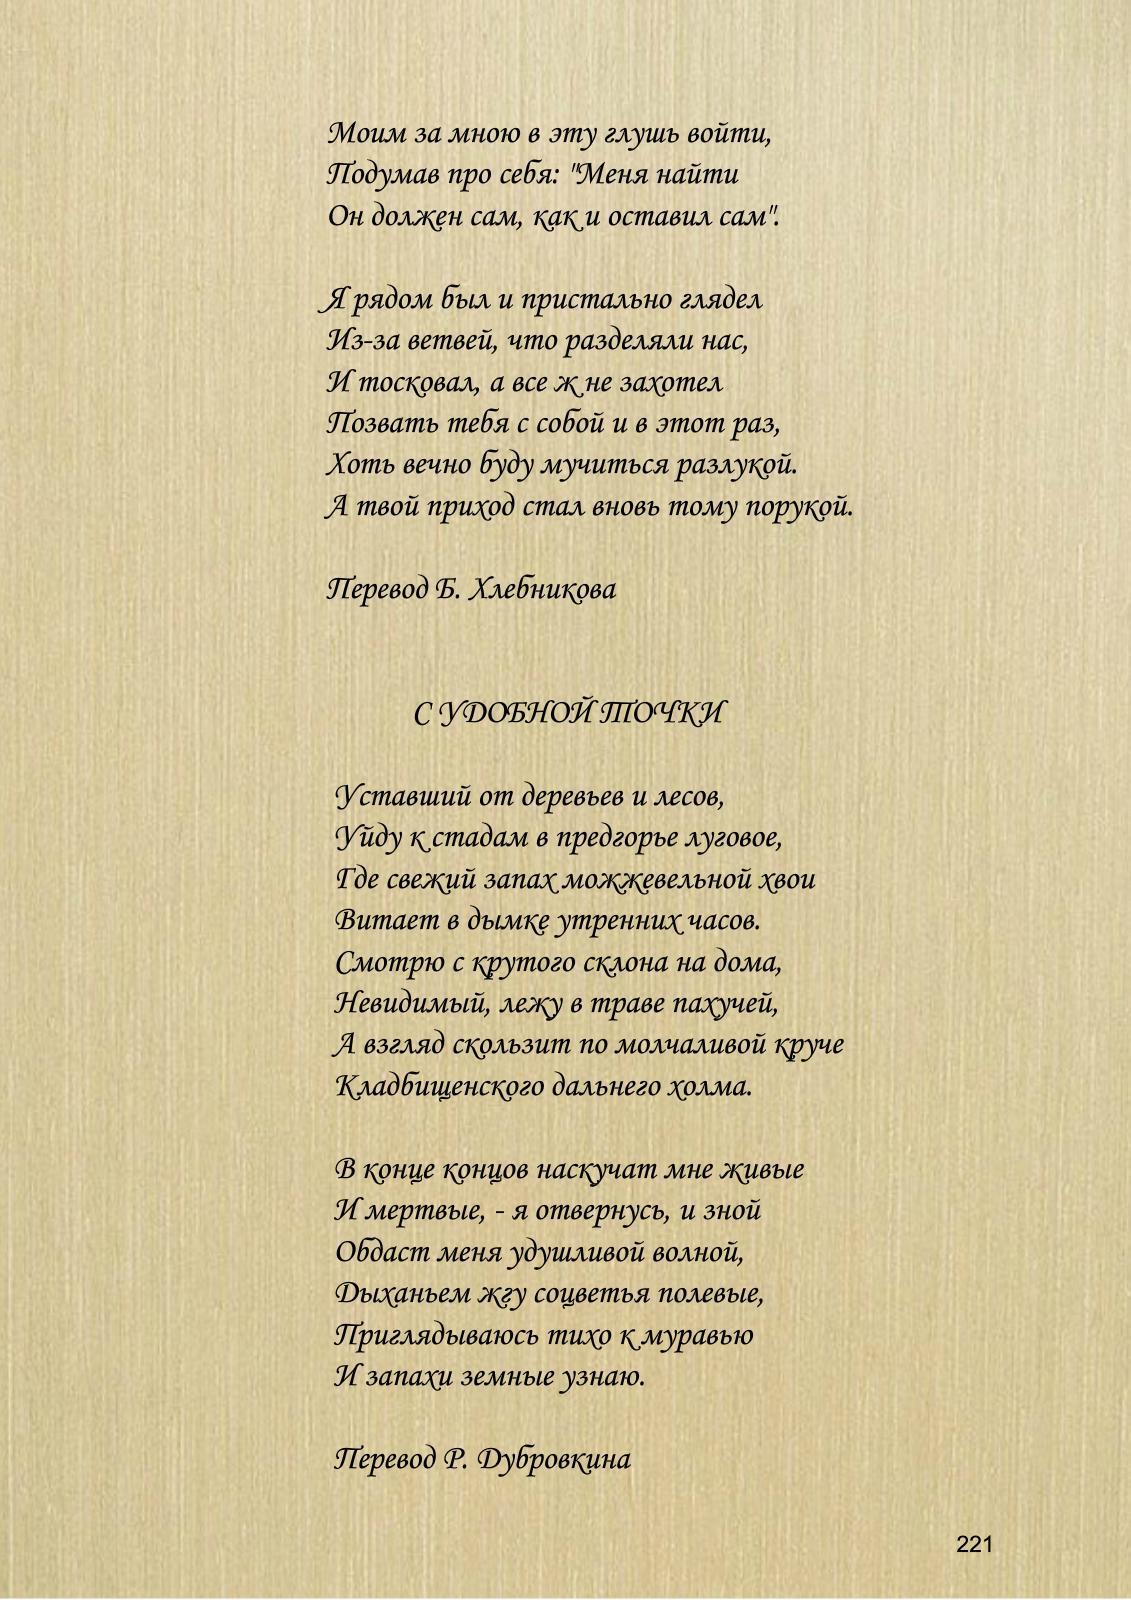 Моим за мною в эту глушь войти,
Подумав про себя: "Меня найти
Он должен сам, как и оставил сам".
Я рядом был и пристально глядел
Из-за ветвей, что разделяли нас,
И тосковал, а все ж не захотел
Позвать тебя с собой и в этот раз,
Хоть вечно буду мучиться разлукой.
А твой приход стал вновь тому порукой.
Перевод Б. Хлебникова
С УДОБНОЙ ТОЧКИ
Уставший от деревьев и лесов,
Уйду к стадам в предгорье луговое,
Где свежий запах можжевельной хвои
Витает в дымке утренних часов.
Смотрю с крутого склона на дома,
Невидимый, лежу в траве пахучей,
А взгляд скользит по молчаливой круче
Кладбищенского дальнего холма.
В конце концов наскучат мне живые
И мертвые, - я отвернусь, и зной
Обдаст меня удушливой волной,
Дыханьем жгу соцветья полевые,
Приглядываюсь тихо к муравью
И запахи земные узнаю.
Перевод Р. Дубровкина
221